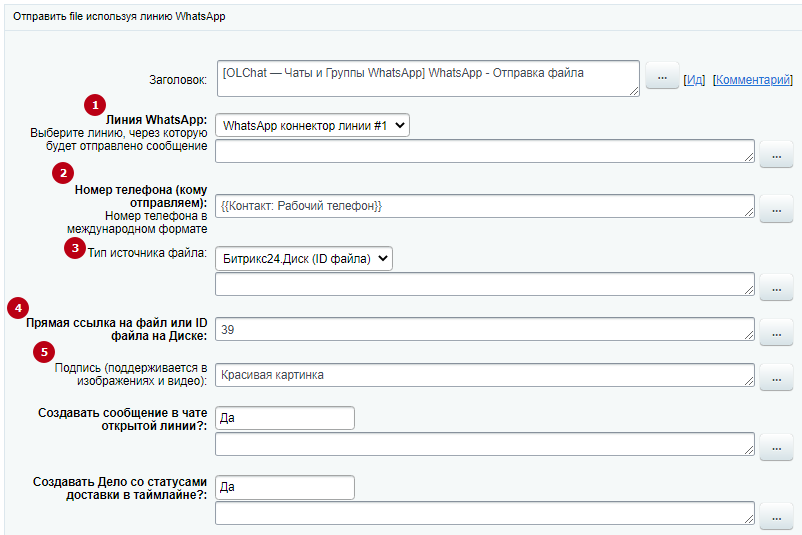 Отправить file используя линию WhatsApp
Заголовок:
[OLChat — Чаты и Группы WhatsApp] WhatsApp - Отправка файла
...
[Ид] [Комментарий]
1
Линия WhatsApp:
Выберите линию, через которую
будет отправлено сообщение
WhatsApp коннектор линии #1
...
2
Номер телефона (кому
отправляем):
Номер телефона в
международном формате
{{Контакт: Рабочий телефон}}
...
3
Тип источника файла:
Битрикс24.Диск (ID файла)
...
4
Прямая ссылка на файл или ID
файла на Диске:
39
...
5
Подпись (поддерживается в
изображениях и видео):
Красивая картинка
...
Создавать сообщение в чате
открытой линии?:
Да
...
Создавать Дело со статусами
доставки в таймлайне?:
Да
...